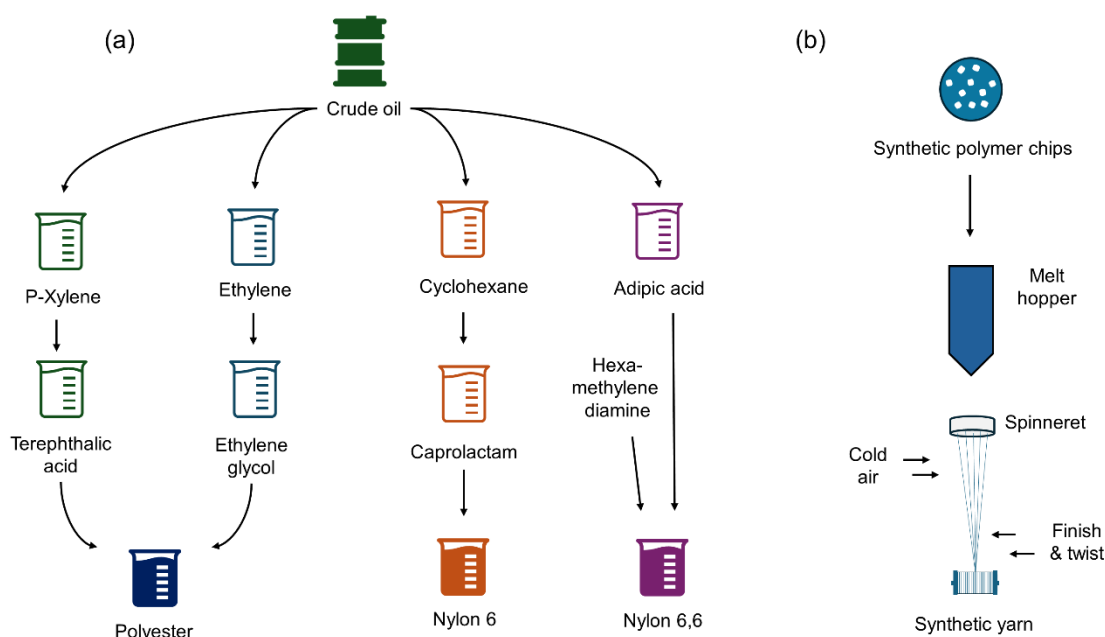 (a)
Crude oil
P-Xylene
Ethylene
Cyclohexane
Adipic acid
Terephthalic
acid
Ethylene
glycol
Caprolactam
Hexa-
methylene
diamine
Polyester
Nylon 6
Nylon 6,6
(b)
Synthetic polymer chips
Melt
hopper
Spinneret
Cold
air
Finish
& twist
Synthetic yarn